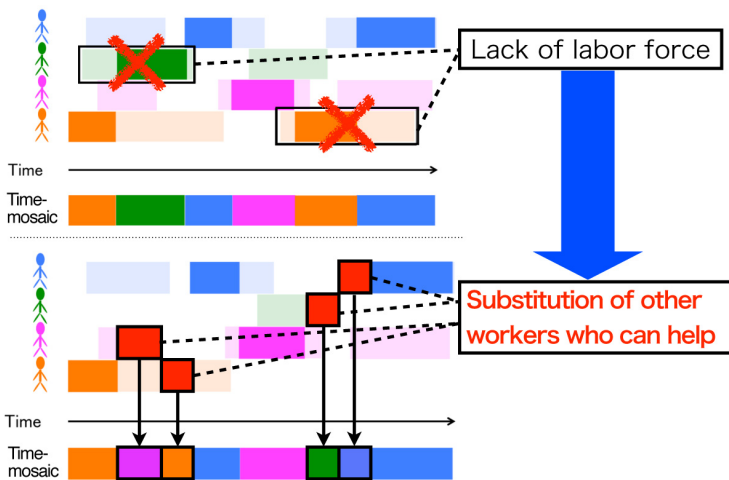 Lack of labor force
Time
Time-
mosaic
Substitution of other
workers who can help
Time
Time-
mosaic